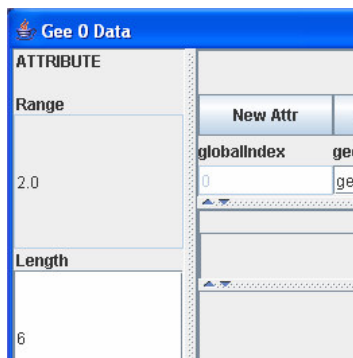 Gee 0 Data
ATTRIBUTE
Range
2.0
Length
6
New Attr
globalIndex
0